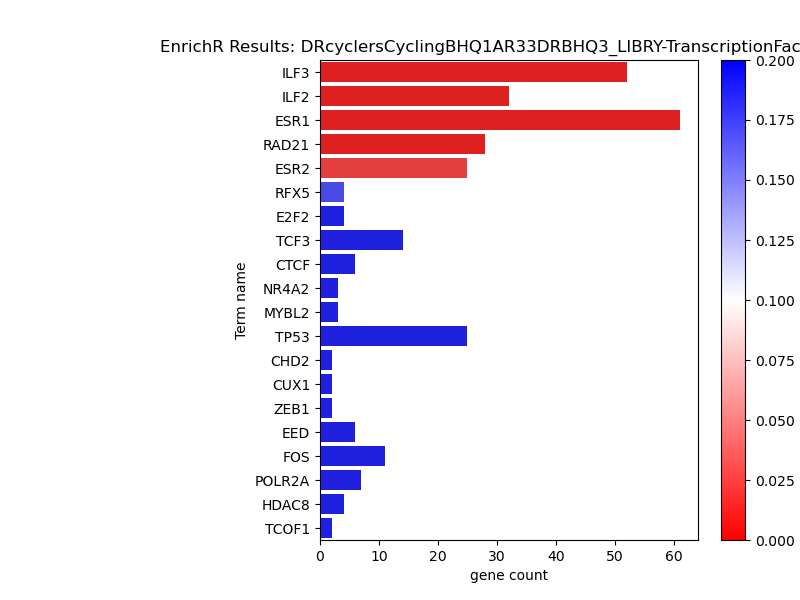 EnrichR Results: DRcyclersCyclingBHQ1AR33DRBHQ3_LIBRY-TranscriptionFac
Term name
ILF3
ILF2
ESR1
RAD21
ESR2
RFX5
E2F2
TCF3
CTCF
NR4A2
MYBL2
TP53
CHD2
CUX1
ZEB1
EED
FOS
POLR2A
HDAC8
TCOF1
0 10 20 30 40 50 60
gene count
0.200
0.175
0.150
0.125
0.100
0.075
0.050
0.025
0.000